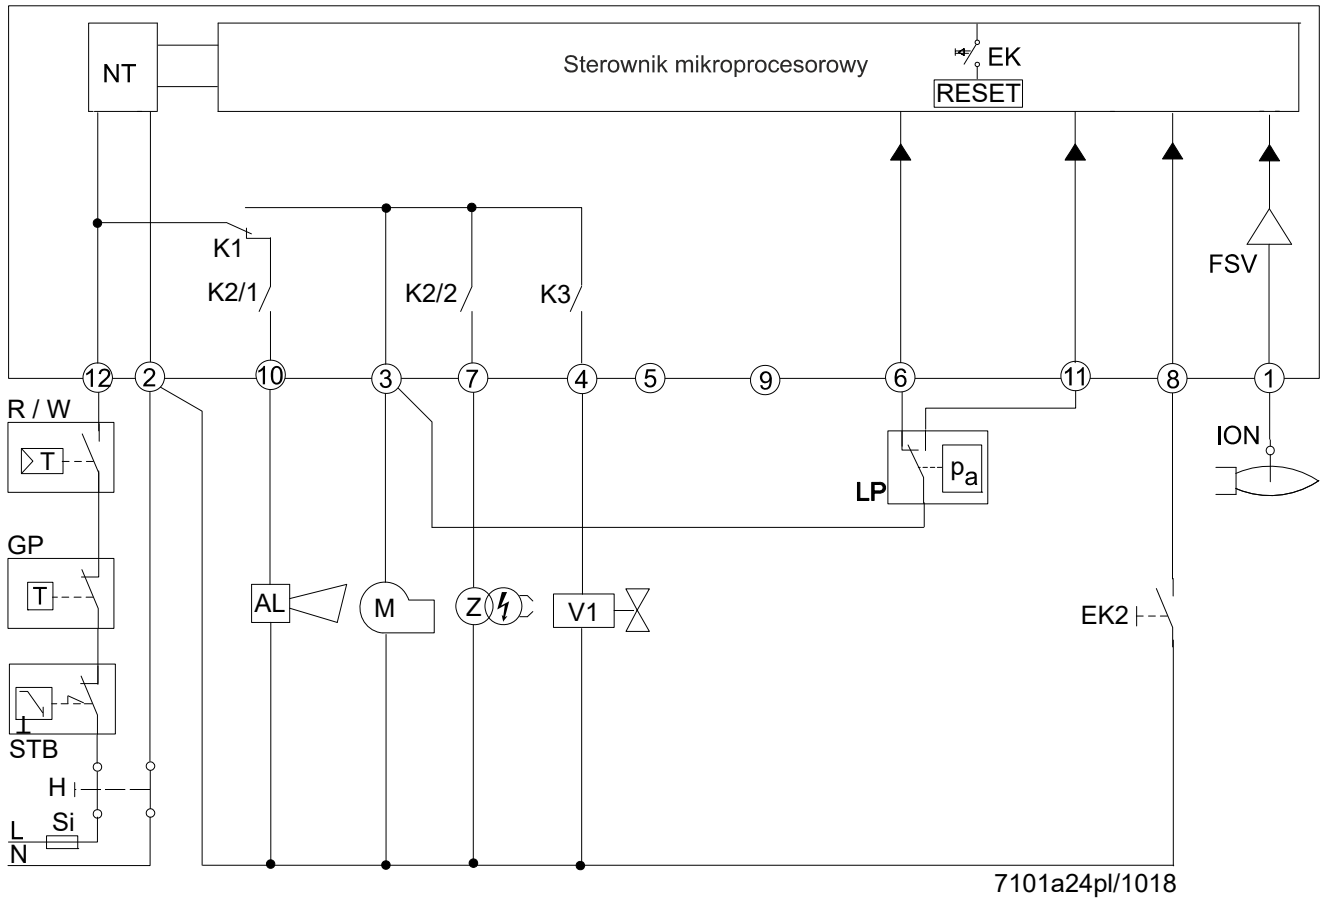 NT
Sterownik mikroprocesorowy
EK
RESET
K1
FSV
K2/1
K2/2
K3
12
2
10
3
7
4
5
9
6
11
8
1
R / W
T
ION
LP
pa
GP
T
AL
M
Z
V1
EK2
STB
H
Si
L
N
7101a24pl/1018